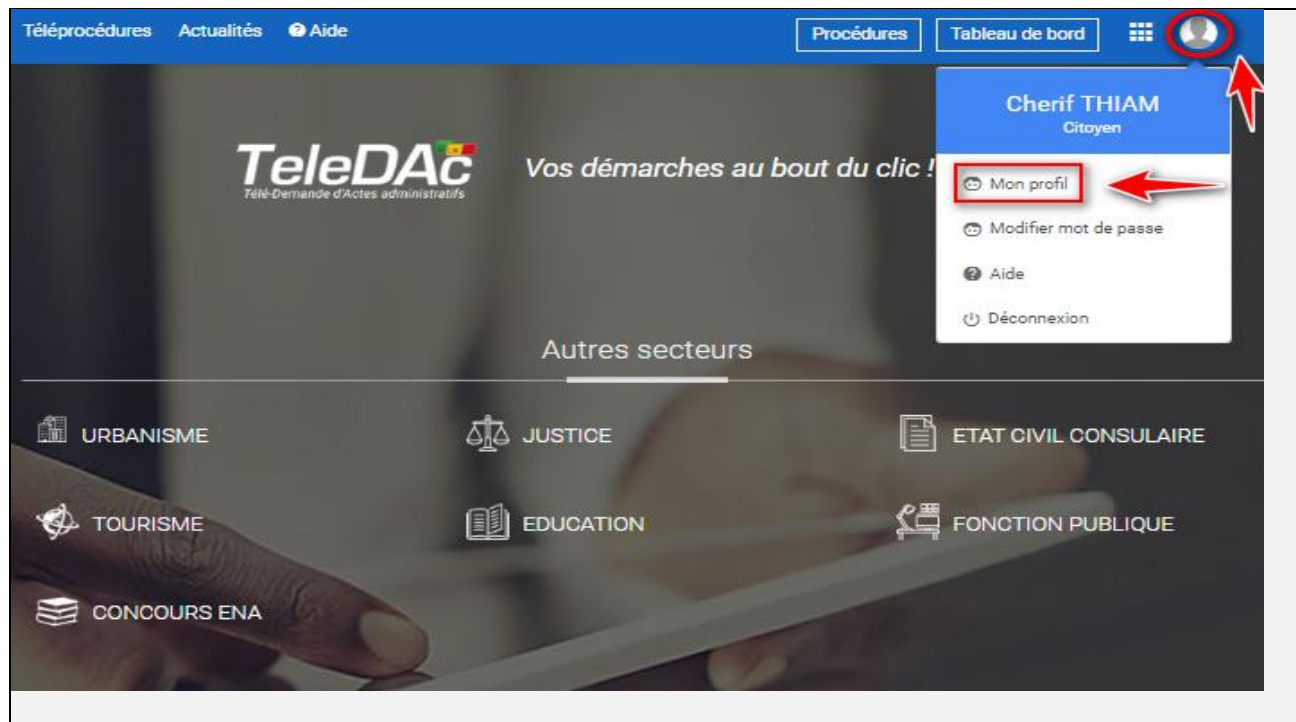 Téléprocédures Actualités Aide Procédures Tableau de bord
Cherif THIAM
Citoyen
TeleDAc
Télé-Demande d'Actes administratifs
Vos démarches au bout du clic !
Mon profil
Modifier mot de passe
Aide
Déconnexion
Autres secteurs
URBANISME JUSTICE ETAT CIVIL CONSULAIRE
TOURISME EDUCATION FONCTION PUBLIQUE
CONCOURS ENA